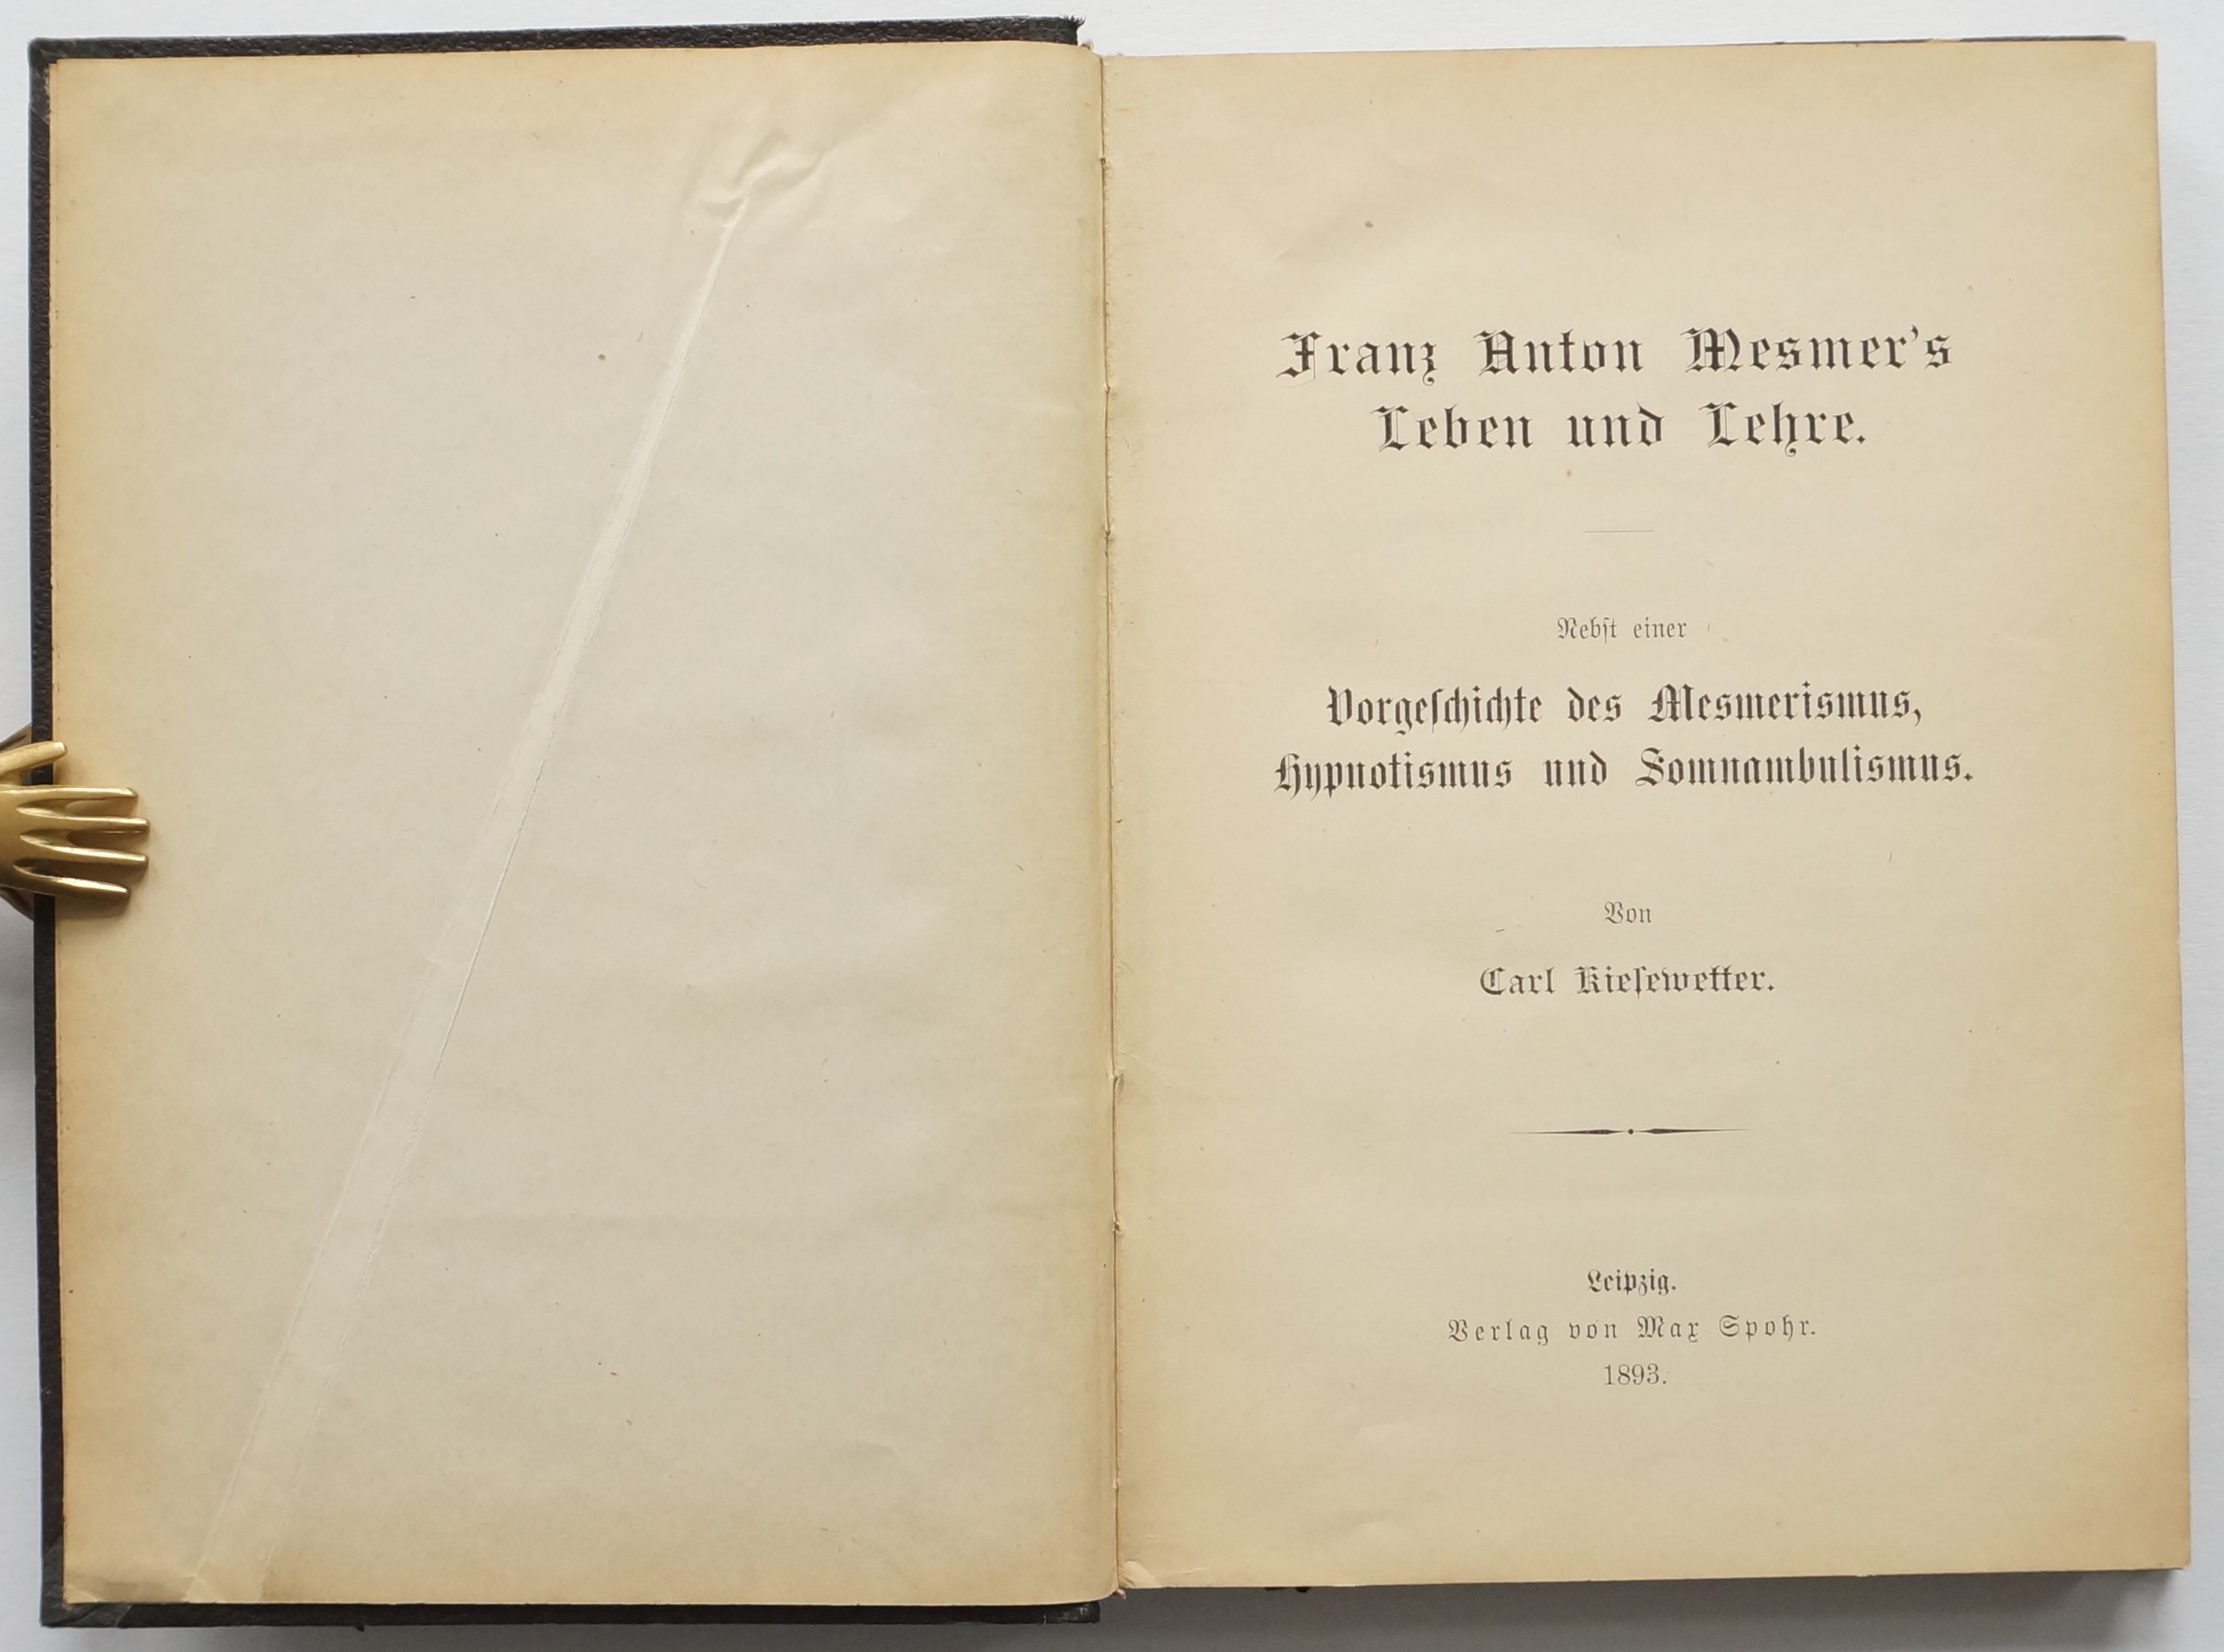 Franz Anton Mesmer's
Leben und Lehre.
Nebſt einer
Vorgeſchichte des Mesmerismus,
Hypnotismus und Somnambulismus.
Von
Carl Kieſewetter.
Leipzig.
Verlag von Max Spohr.
1893.